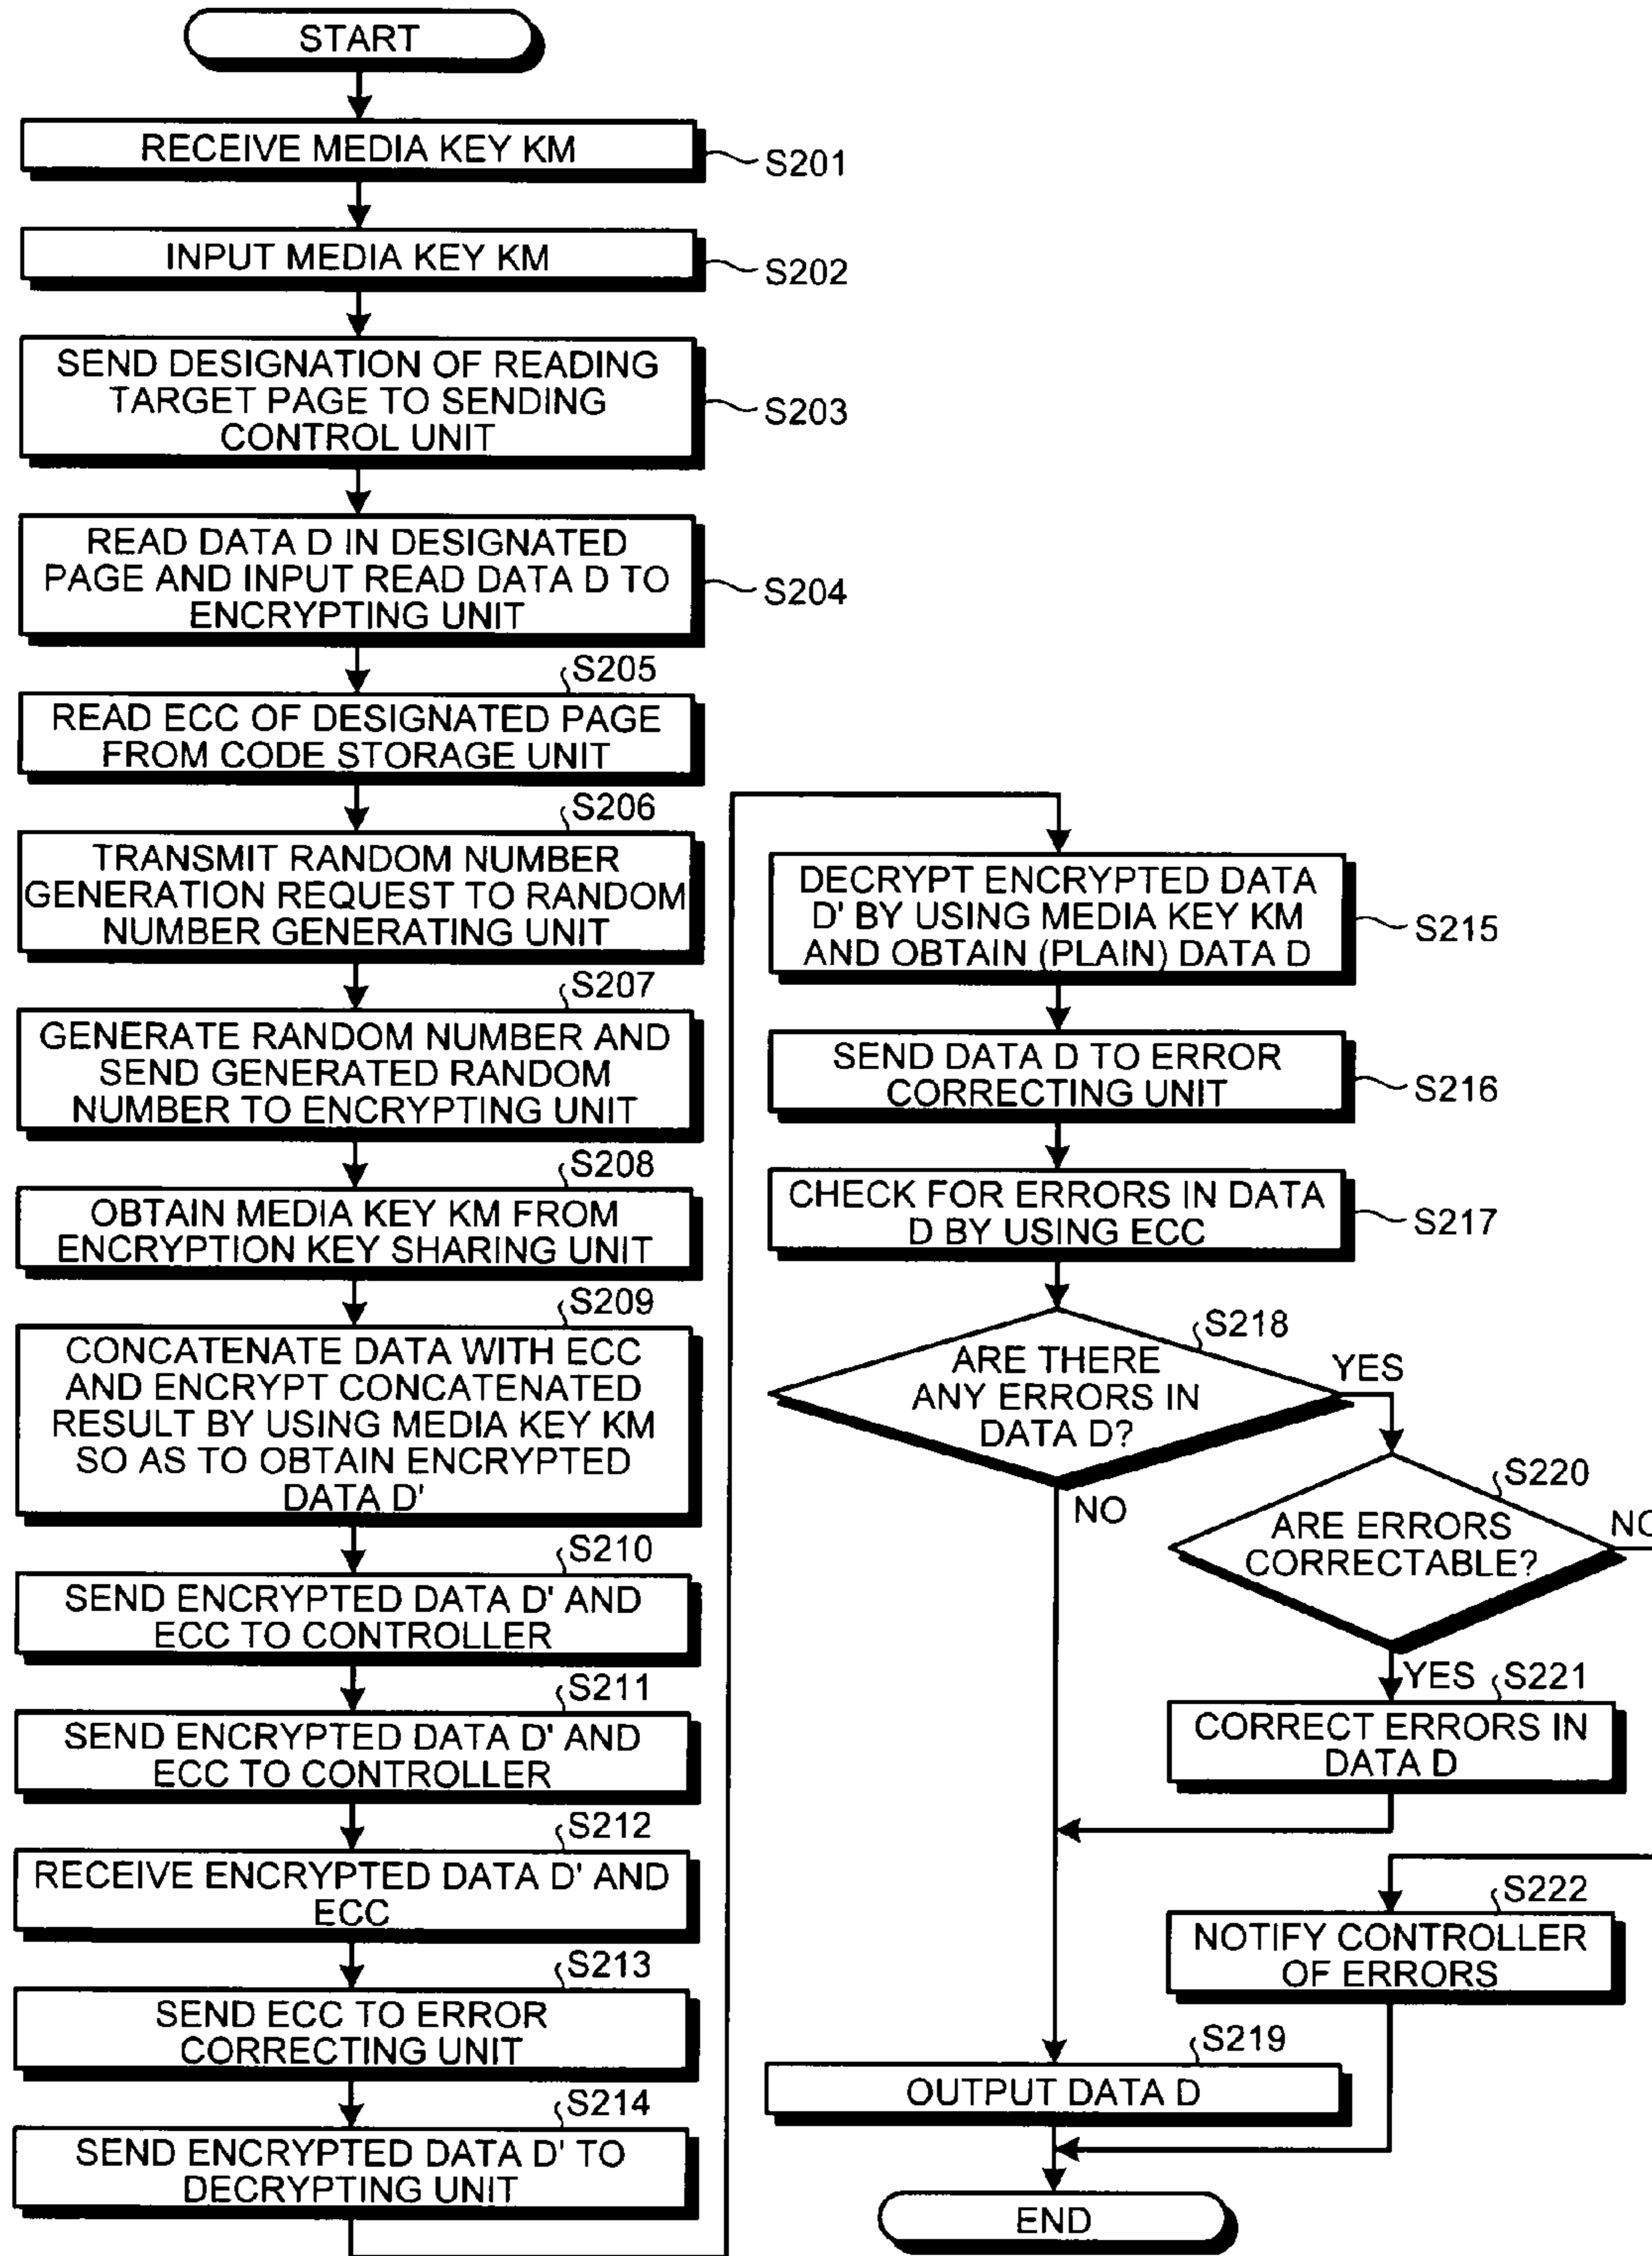 START
RECEIVE MEDIA KEY KM
S201
INPUT MEDIA KEY KM
S202
SEND DESIGNATION OF READING
TARGET PAGE TO SENDING
CONTROL UNIT
S203
READ DATA D IN DESIGNATED
PAGE AND INPUT READ DATA D TO
ENCRYPTING UNIT
S204
S205
READ ECC OF DESIGNATED PAGE
FROM CODE STORAGE UNIT
S206
TRANSMIT RANDOM NUMBER
GENERATION REQUEST TO RANDOM
NUMBER GENERATING UNIT
S207
GENERATE RANDOM NUMBER AND
SEND GENERATED RANDOM
NUMBER TO ENCRYPTING UNIT
S208
OBTAIN MEDIA KEY KM FROM
ENCRYPTION KEY SHARING UNIT
S209
CONCATENATE DATA WITH ECC
AND ENCRYPT CONCATENATED
RESULT BY USING MEDIA KEY KM
SO AS TO OBTAIN ENCRYPTED
DATA D'
S210
SEND ENCRYPTED DATA D' AND
ECC TO CONTROLLER
S211
SEND ENCRYPTED DATA D' AND
ECC TO CONTROLLER
S212
RECEIVE ENCRYPTED DATA D' AND
ECC
S213
SEND ECC TO ERROR
CORRECTING UNIT
S214
SEND ENCRYPTED DATA D' TO
DECRYPTING UNIT
DECRYPT ENCRYPTED DATA
D' BY USING MEDIA KEY KM
AND OBTAIN (PLAIN) DATA D
S215
SEND DATA D TO ERROR
CORRECTING UNIT
S216
CHECK FOR ERRORS IN DATA
D BY USING ECC
S217
S218
ARE THERE
ANY ERRORS IN
DATA D?
YES
NO
S220
ARE ERRORS
CORRECTABLE?
NO
YES
S221
CORRECT ERRORS IN
DATA D
S222
NOTIFY CONTROLLER
OF ERRORS
S219
OUTPUT DATA D
END